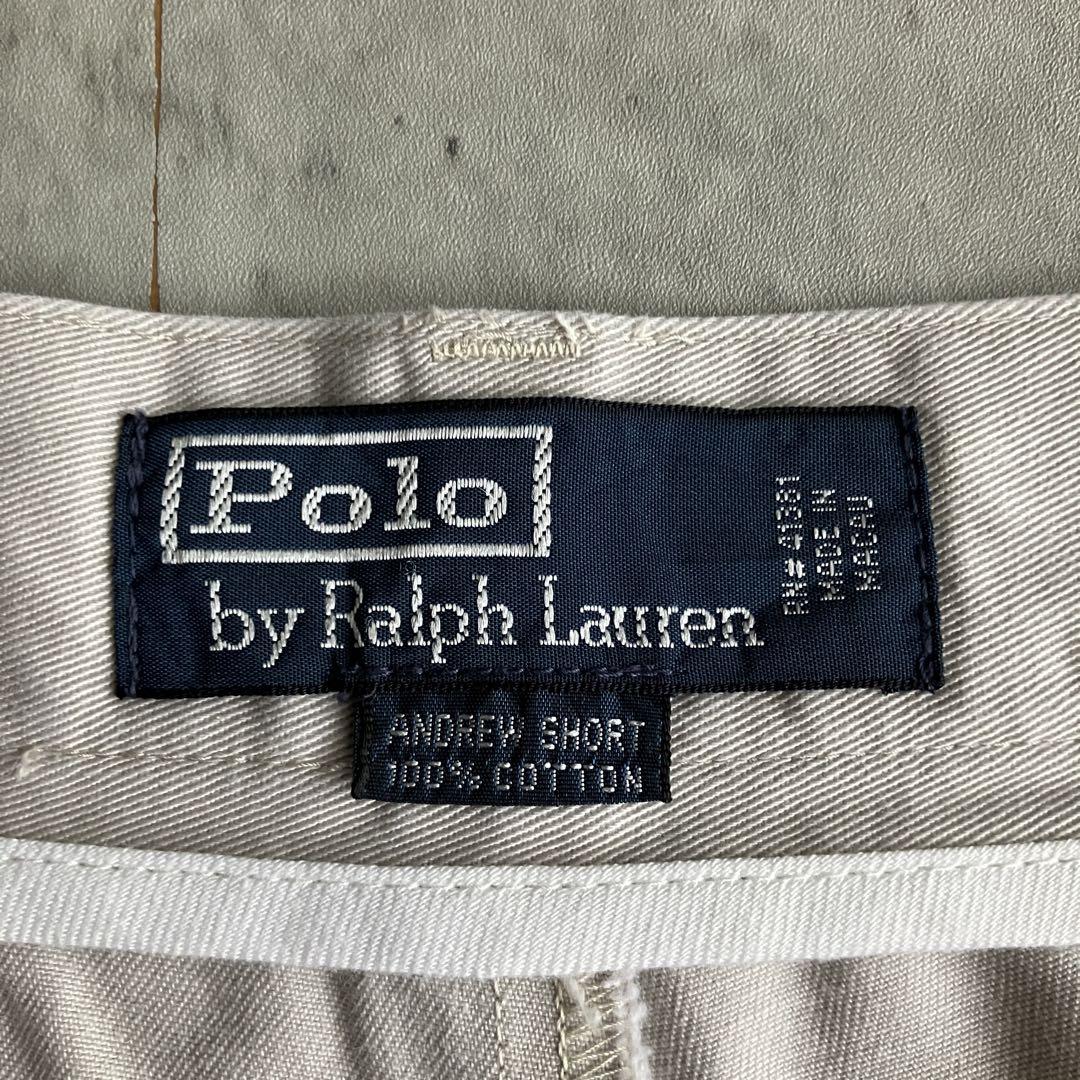 Polo
by Ralph Lauren
RN# 41381
MADE IN
MACAU
ANDREW SHORT
100% COTTON